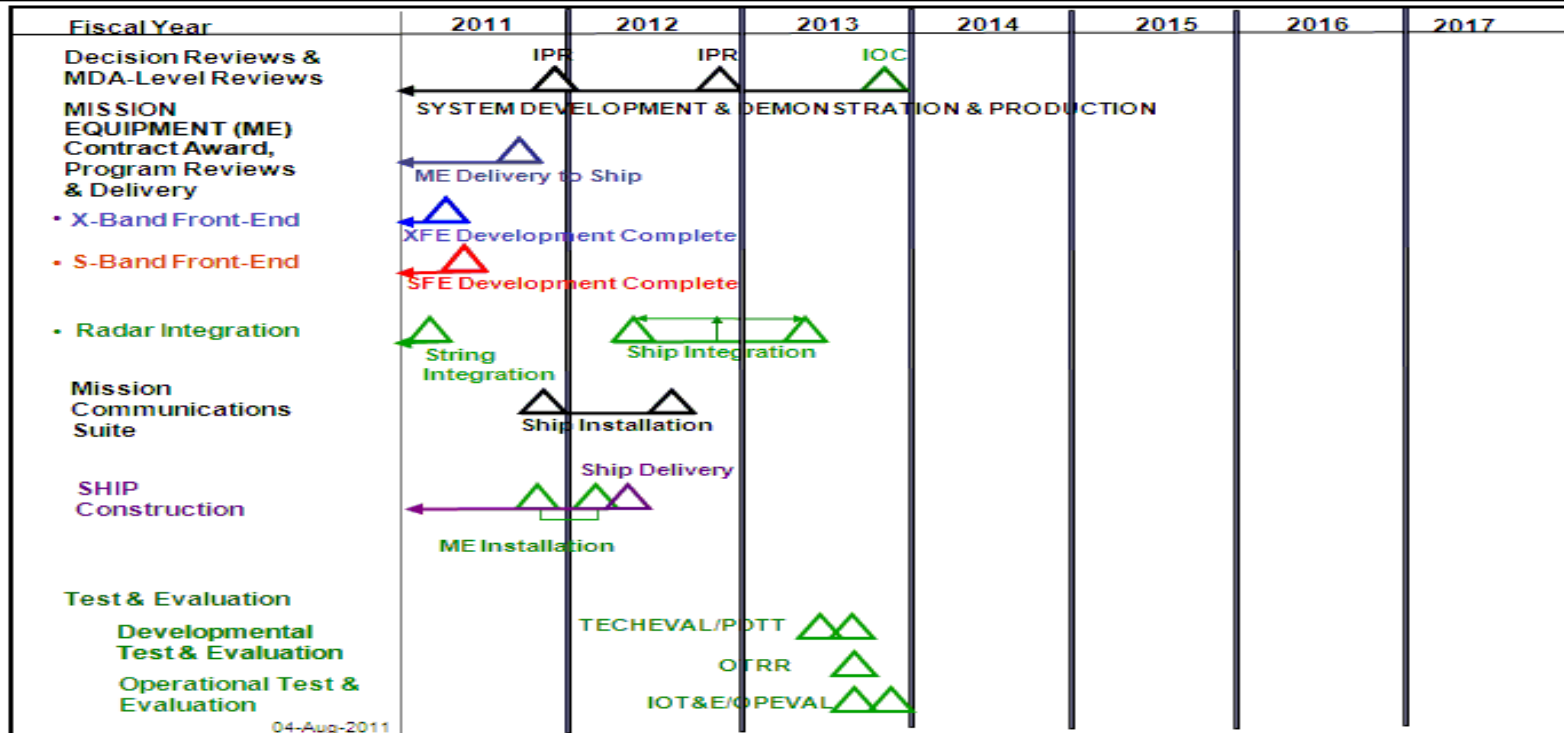 Fiscal Year 2011 2012 2013 2014 2015 2016 2017
Decision Reviews &
MDA-Level Reviews
IPR IPR IOC
MISSION
EQUIPMENT (ME)
Contract Award,
Program Reviews
& Delivery
SYSTEM DEVELOPMENT & DEMONSTRATION & PRODUCTION
ME Delivery to Ship
• X-Band Front-End
XFE Development Complete
• S-Band Front-End
SFE Development Complete
• Radar Integration
String
Integration
Ship Integration
Mission
Communications
Suite
Ship Installation
Ship Delivery
SHIP
Construction
ME Installation
Test & Evaluation
Developmental
Test & Evaluation
TECHEVAL/PDTT
OTRR
Operational Test &
Evaluation
IOT&E/OPEVAL
04-Aug-2011